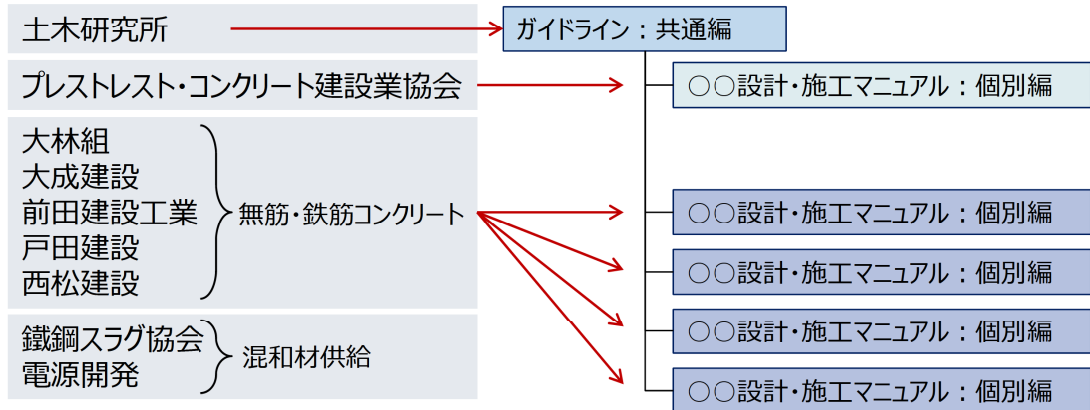 土木研究所
ガイドライン：共通編
プレストレスト・コンクリート建設業協会
○○設計・施工マニュアル：個別編
大林組
大成建設
前田建設工業
戸田建設
西松建設
無筋・鉄筋コンクリート
○○設計・施工マニュアル：個別編
○○設計・施工マニュアル：個別編
○○設計・施工マニュアル：個別編
○○設計・施工マニュアル：個別編
鐵鋼スラグ協会
電源開発
混和材供給